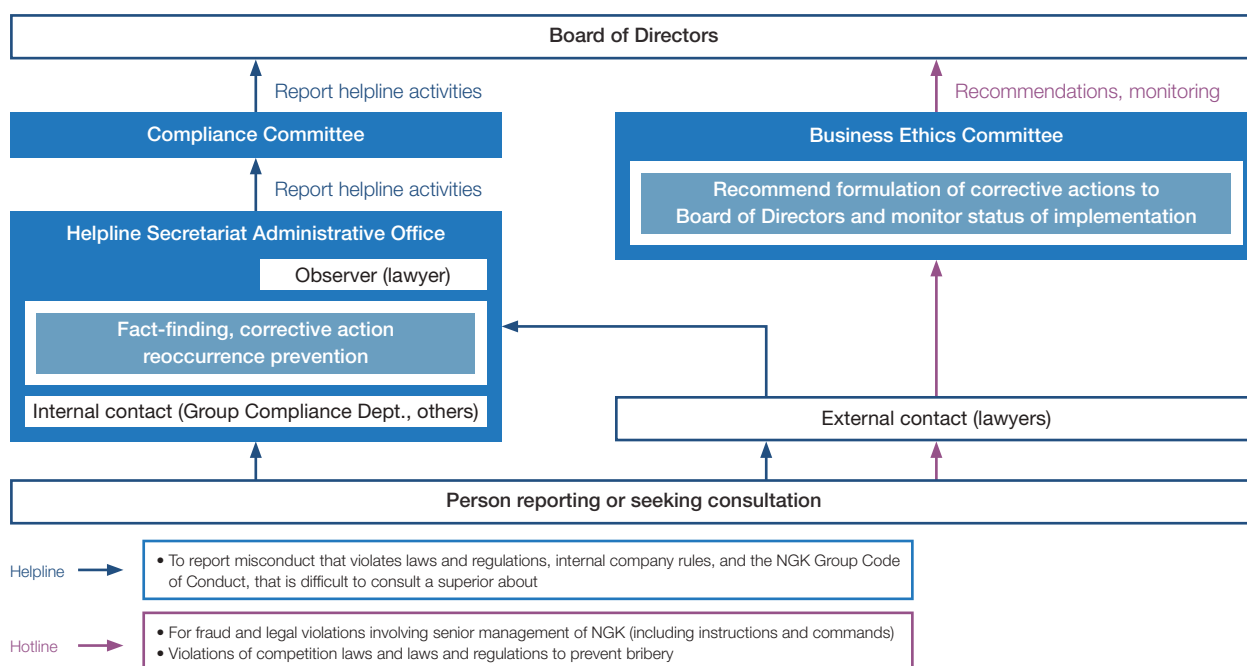 Board of Directors
Report helpline activities
Recommendations, monitoring
Compliance Committee
Business Ethics Committee
Report helpline activities
Recommend formulation of corrective actions to
Board of Directors and monitor status of implementation
Helpline Secretariat Administrative Office
Observer (lawyer)
Fact-finding, corrective action
reoccurrence prevention
Internal contact (Group Compliance Dept., others)
External contact (lawyers)
Person reporting or seeking consultation
Helpline
• To report misconduct that violates laws and regulations, internal company rules, and the NGK Group Code
of Conduct, that is difficult to consult a superior about
Hotline
• For fraud and legal violations involving senior management of NGK (including instructions and commands)
• Violations of competition laws and laws and regulations to prevent bribery